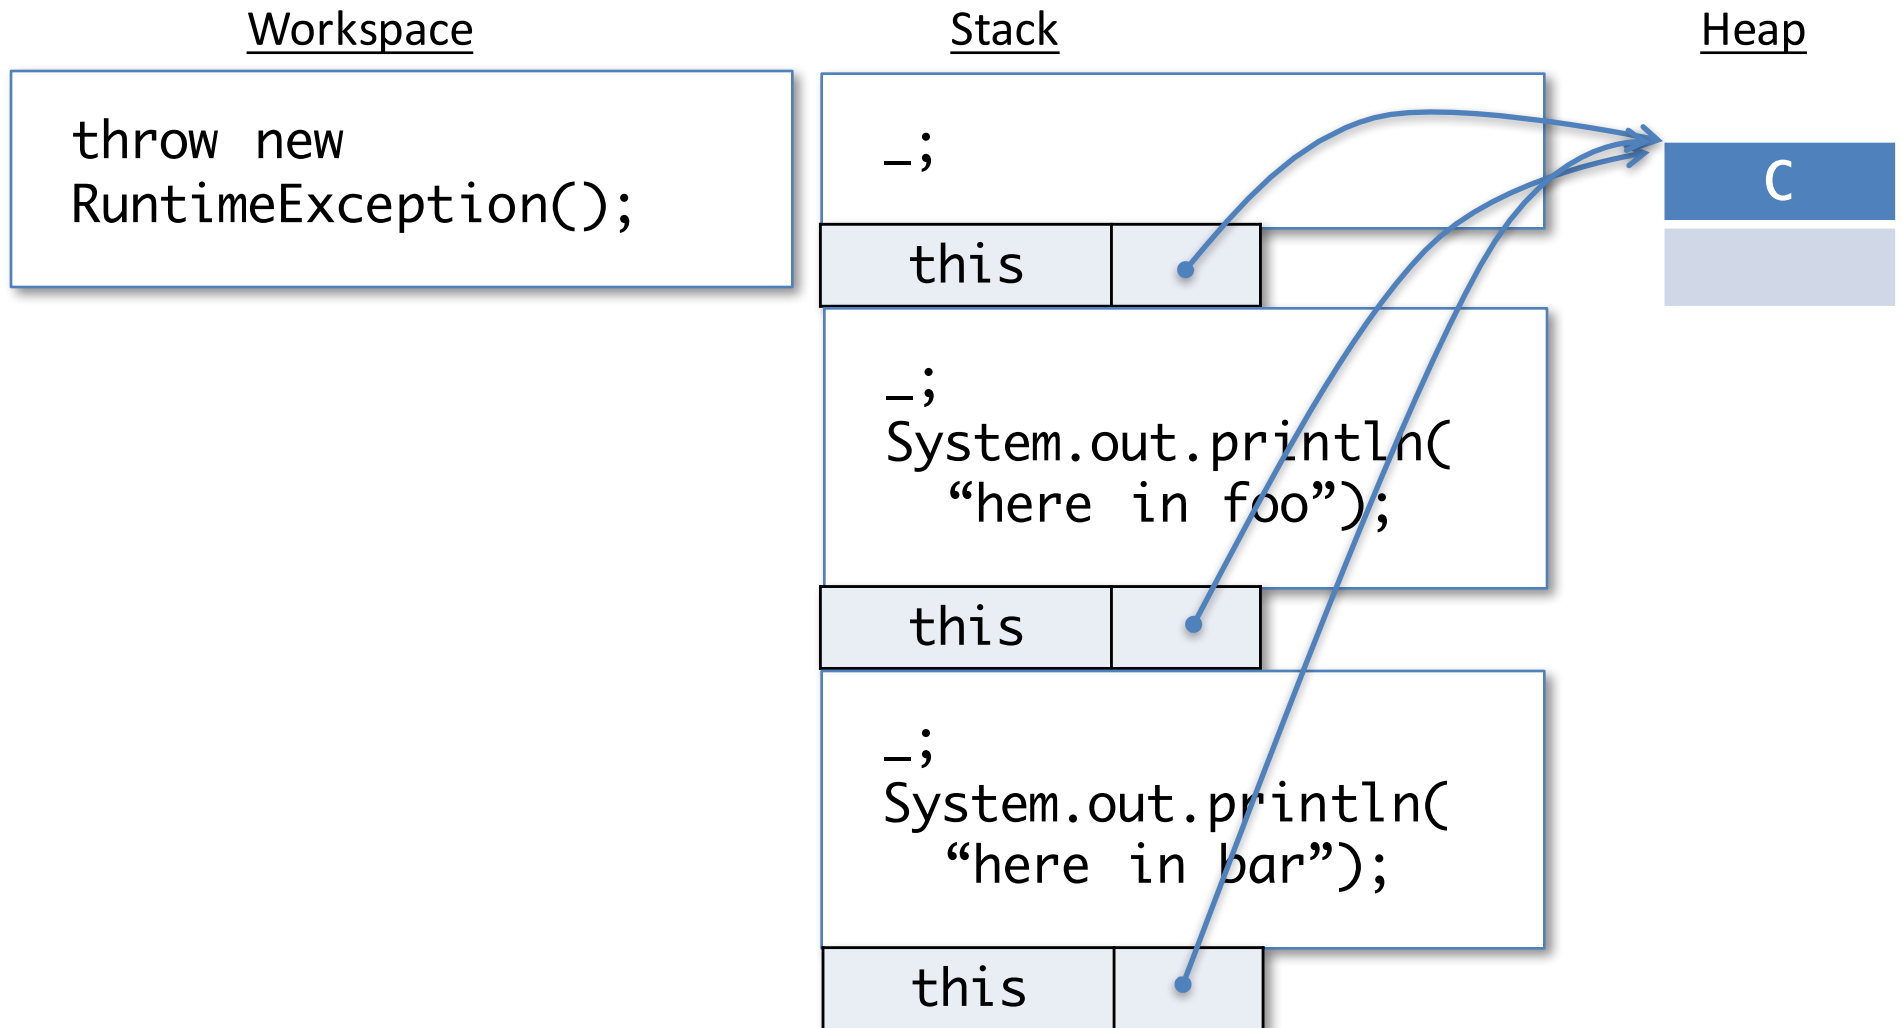 Workspace
Stack
Heap
throw new
RuntimeException();
_;
this
C
_;
System.out.println(
“here in foo”);
this
_;
System.out.println(
“here in bar”);
this